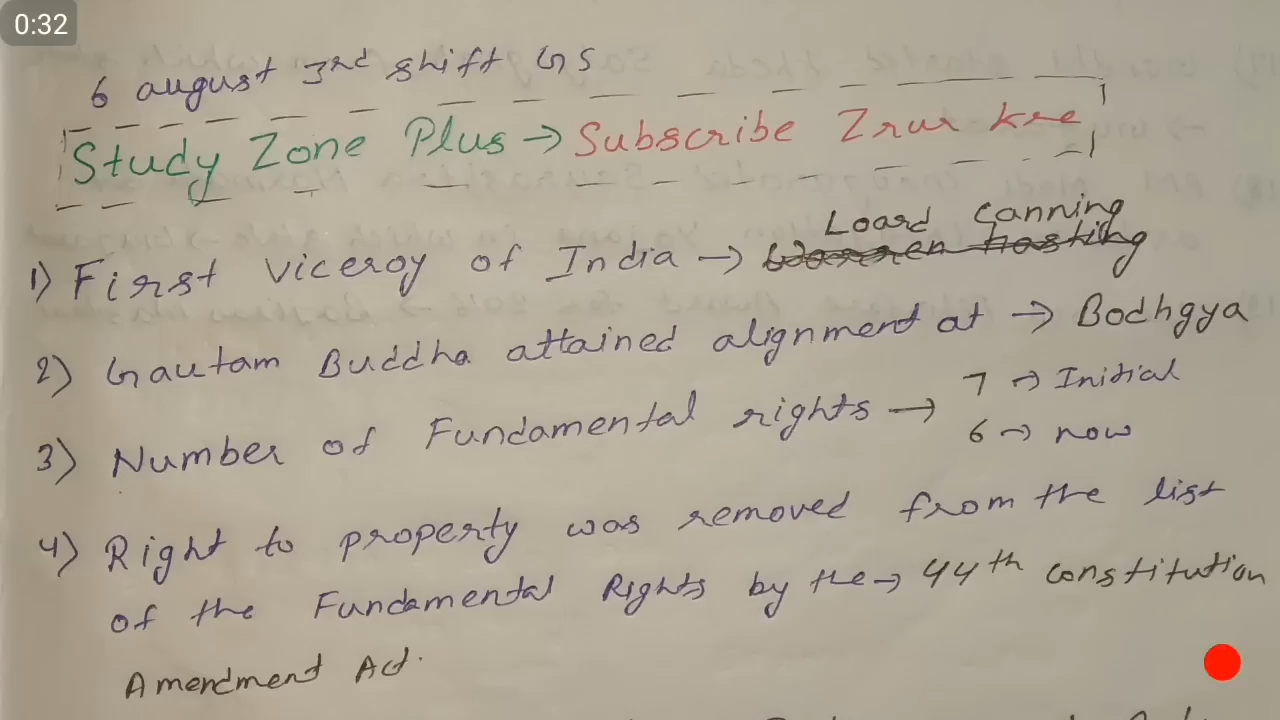 0:32
6 august 3rd shift GS
Study Zone Plus → Subscribe Zrur kre
Loard Canning
1) First viceroy of India → Warren hasting
2) Gautam Buddha attained alignment at → Bodhgya
7 → Initial
3) Number of Fundamental rights →
6 → now
4) Right to property was removed from the list
of the Fundamental Rights by the → 44th constitution
Amendment Act.